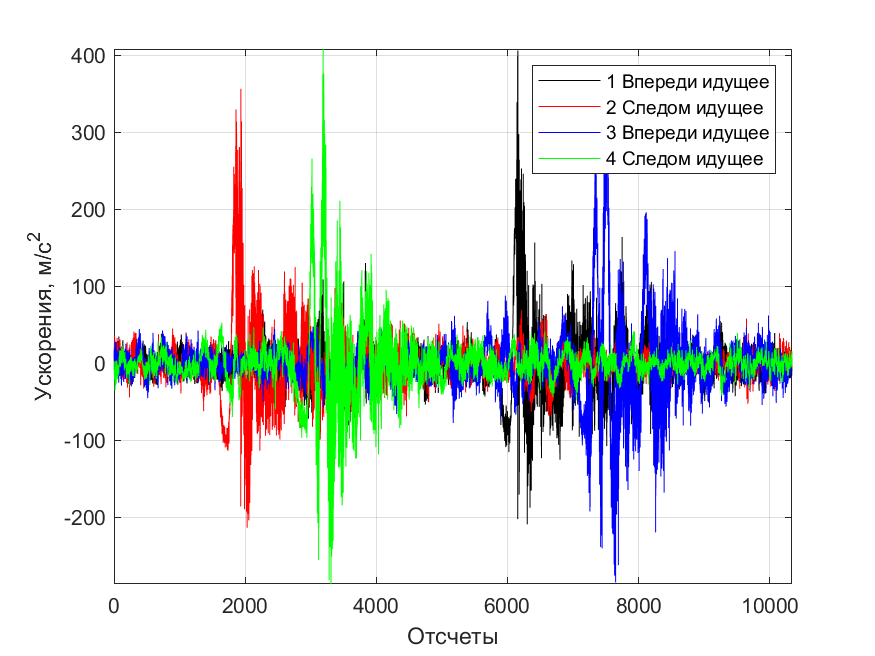 400
300
200
100
0
-100
-200
Ускорения, м/с²
1 Впереди идущее
2 Следом идущее
3 Впереди идущее
4 Следом идущее
0 2000 4000 6000 8000 10000
Отсчеты